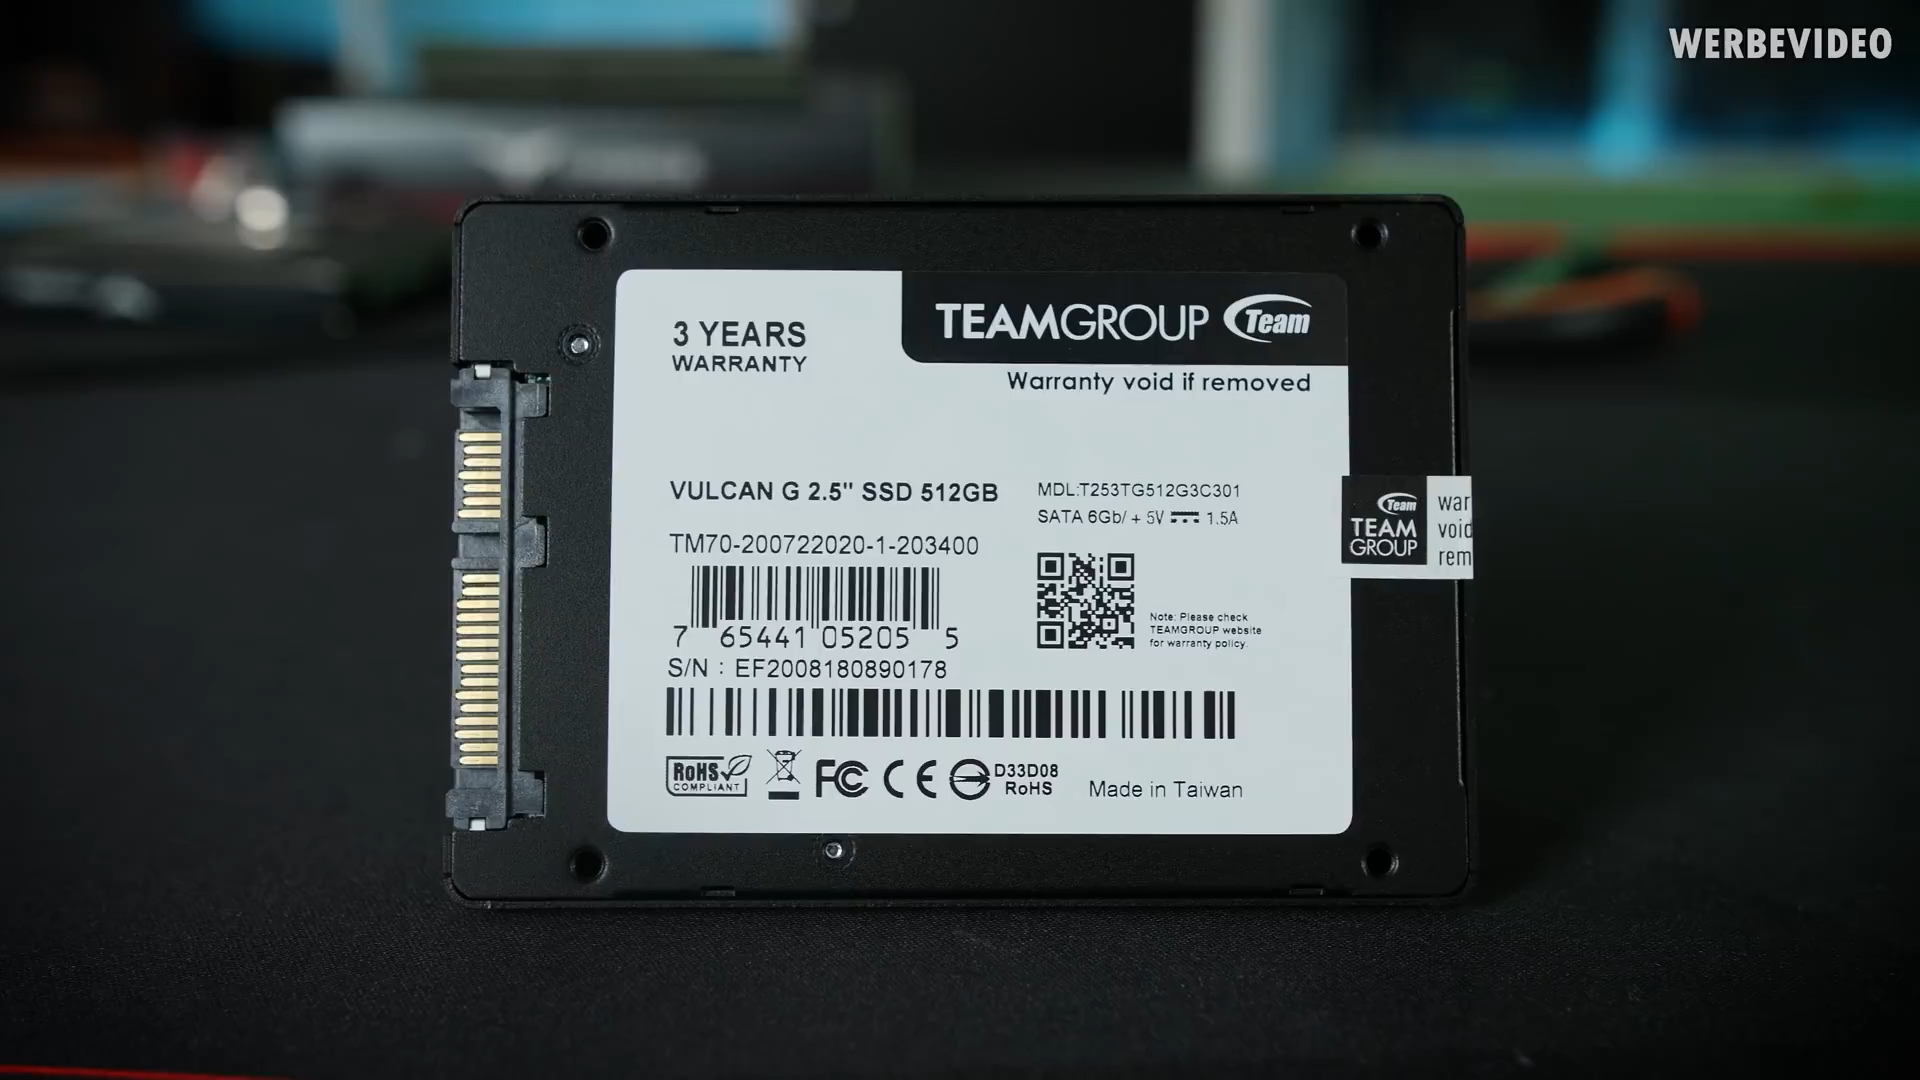 WERBEVIDEO
3 YEARS
WARRANTY
TEAMGROUP Team
Warranty void if removed
VULCAN G 2.5" SSD 512GB
MDL:T253TG512G3C301
SATA 6Gb/ + 5V ⎓ 1.5A
TM70-200722020-1-203400
7 65441 05205 5
Note: Please check
TEAMGROUP website
for warranty policy.
S/N : EF2008180890178
RoHS
COMPLIANT
FC CE
D33D08
RoHS
Made in Taiwan
Team
TEAM
GROUP
war
void
rem